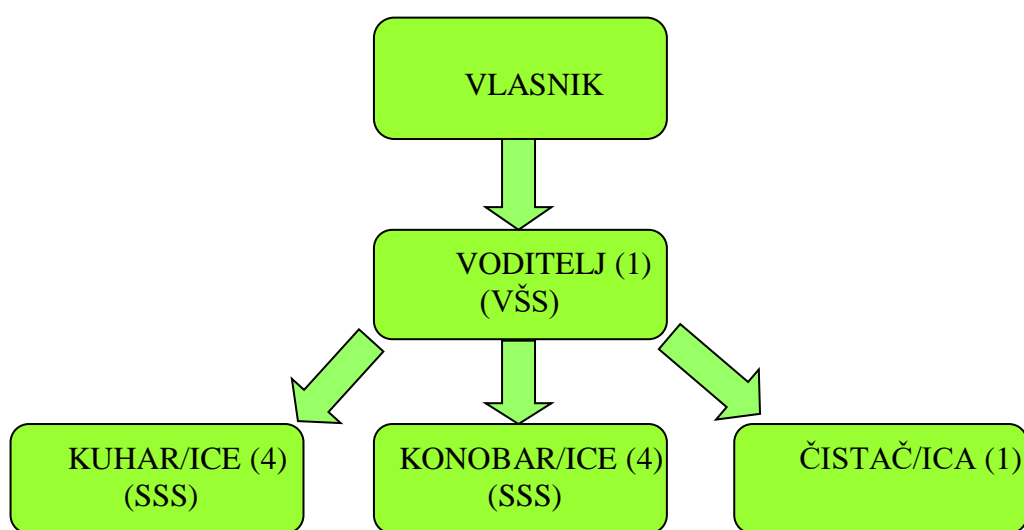 VLASNIK
VODITELJ (1)
(VŠS)
KUHAR/ICE (4)
(SSS)
KONOBAR/ICE (4)
(SSS)
ČISTAČ/ICA (1)